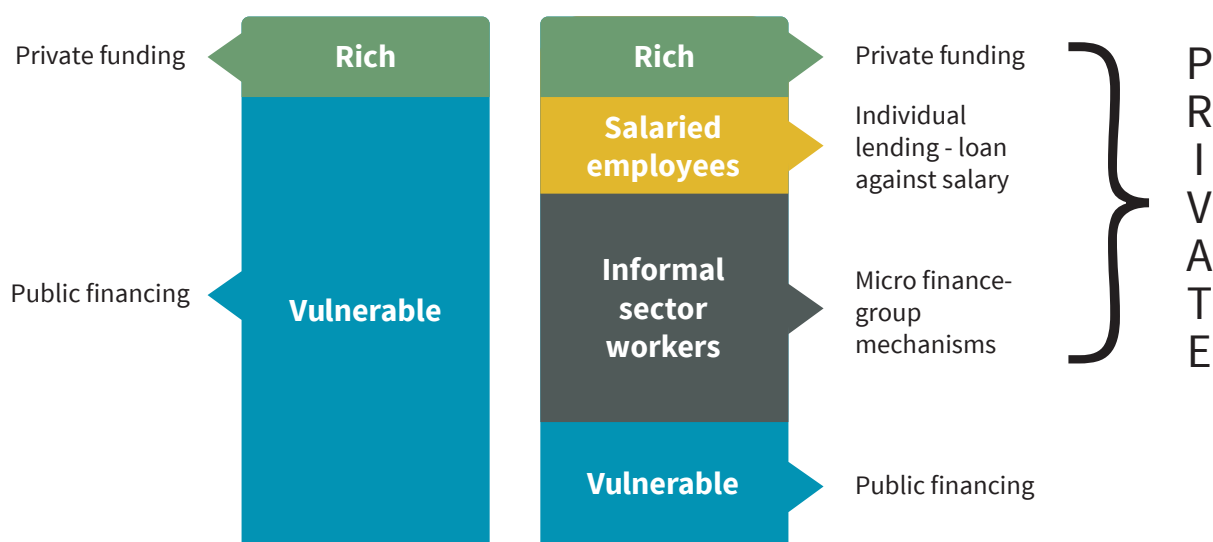 Private funding
Rich
Public financing
Vulnerable
Rich
Private funding
Salaried
employees
Individual
lending - loan
against salary
Informal
sector
workers
Micro finance-
group
mechanisms
Vulnerable
Public financing
P
R
I
V
A
T
E